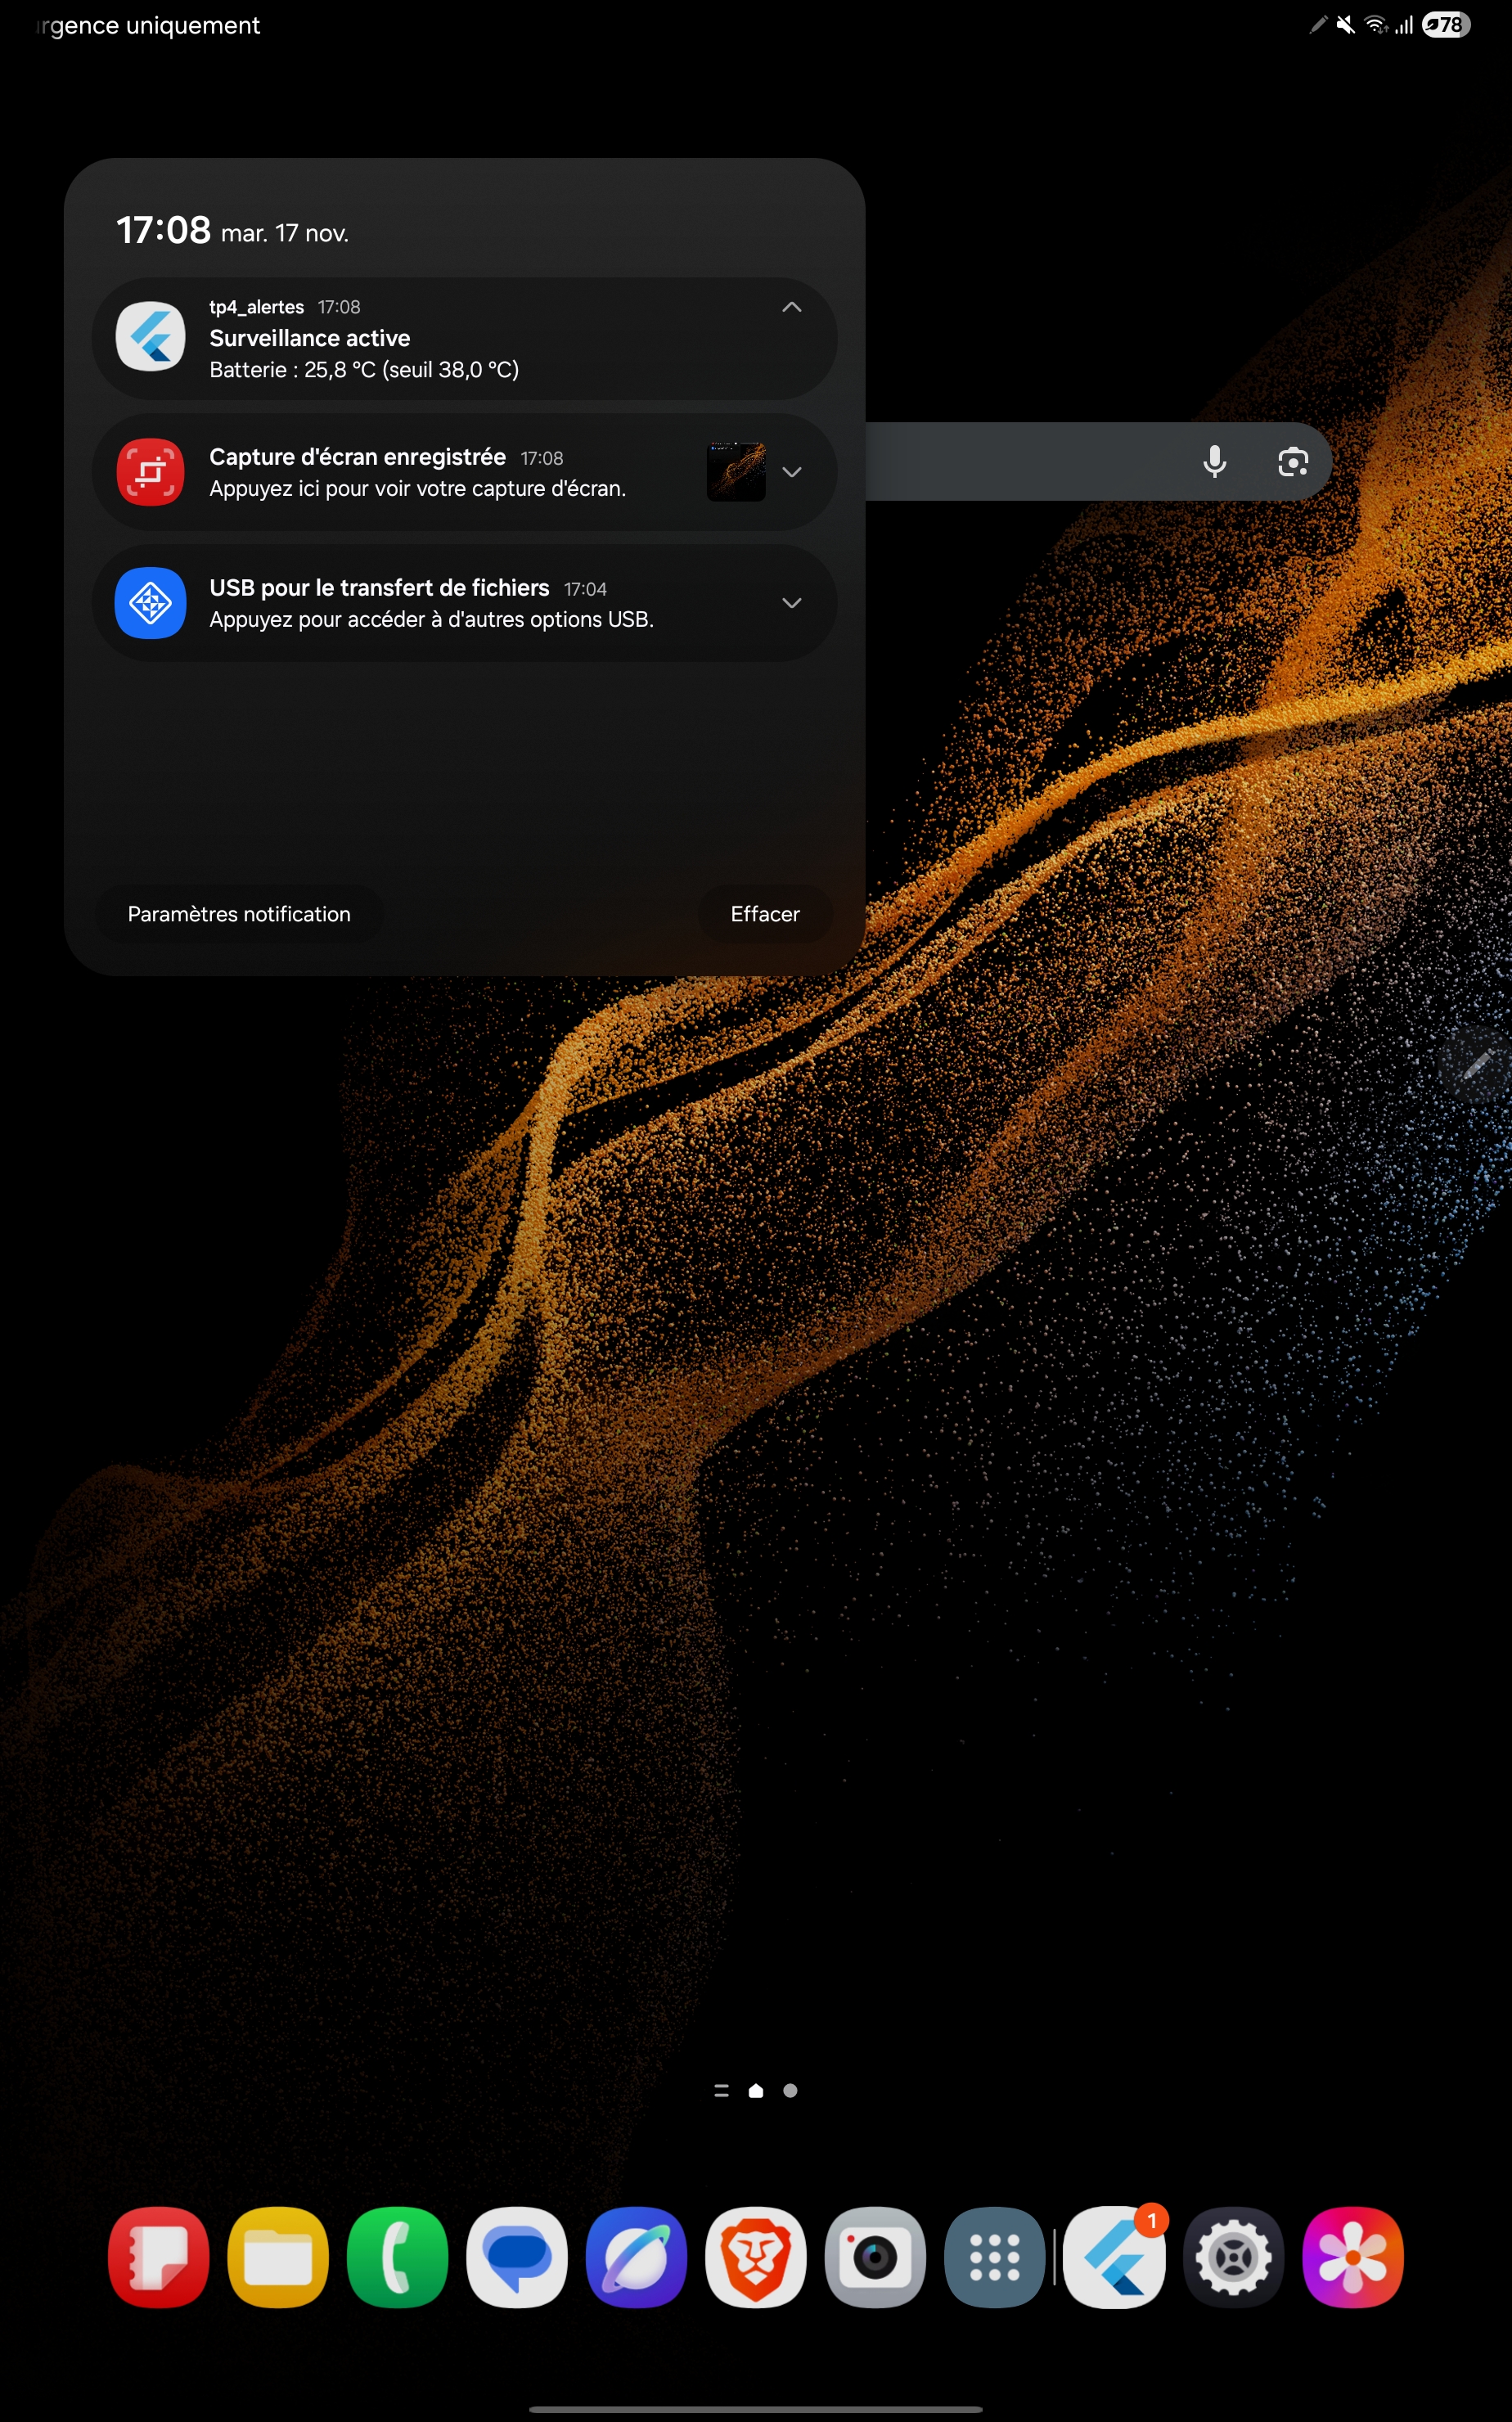 uniquement
78
17:08 mar. 17 nov.
tp4_alertes 17:08
Surveillance active
Batterie : 25,8 °C (seuil 38,0 °C)
Capture d'écran enregistrée 17:08
Appuyez ici pour voir votre capture d'écran.
USB pour le transfert de fichiers 17:04
Appuyez pour accéder à d'autres options USB.
Paramètres notification
Effacer
1